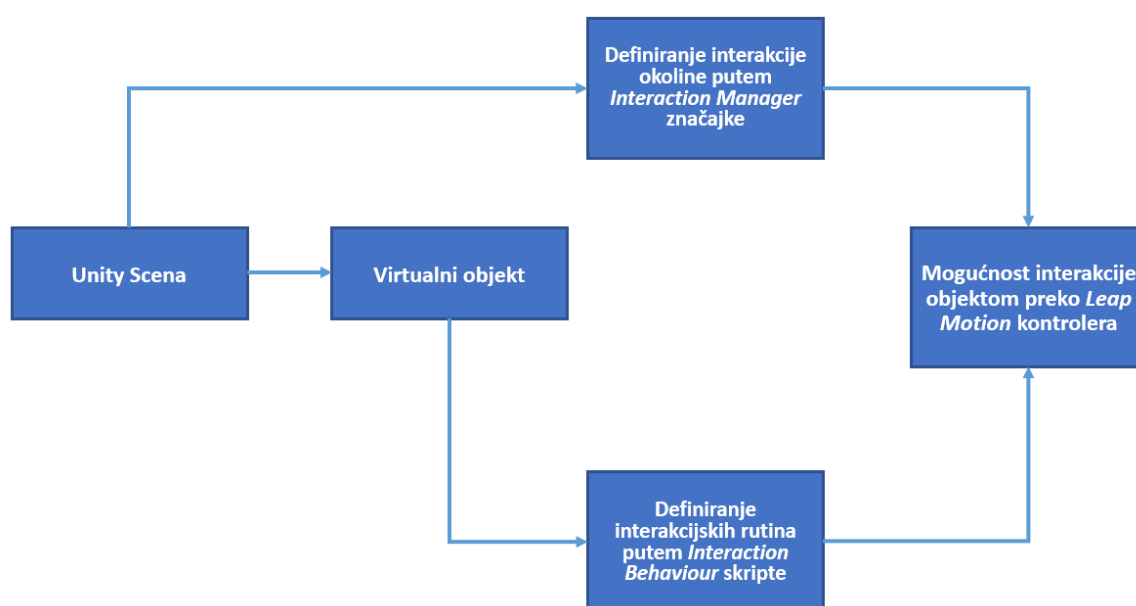 Definiranje interakcije
okoline putem
Interaction Manager
značajke
Unity Scena
Virtualni objekt
Mogućnost interakcije
objektom preko Leap
Motion kontrolera
Definiranje
interakcijskih rutina
putem Interaction
Behaviour skripte